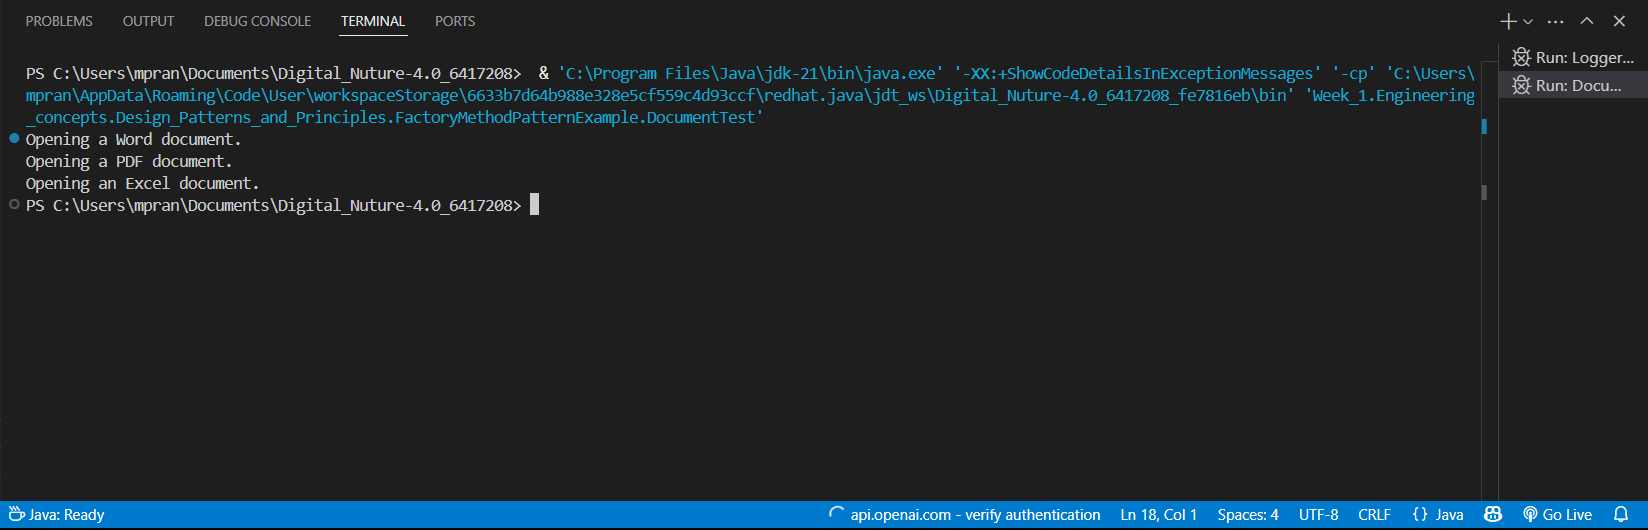 PROBLEMS OUTPUT DEBUG CONSOLE TERMINAL PORTS
Run: Logger...
Run: Docu...
PS C:\Users\mpran\Documents\Digital_Nuture-4.0_6417208>  & 'C:\Program Files\Java\jdk-21\bin\java.exe' '-XX:+ShowCodeDetailsInExceptionMessages' '-cp' 'C:\Users\
mpran\AppData\Roaming\Code\User\workspaceStorage\6633b7d64b988e328e5cf559c4d93ccf\redhat.java\jdt_ws\Digital_Nuture-4.0_6417208_fe7816eb\bin' 'Week_1.Engineering
_concepts.Design_Patterns_and_Principles.FactoryMethodPatternExample.DocumentTest'
Opening a Word document.
Opening a PDF document.
Opening an Excel document.
PS C:\Users\mpran\Documents\Digital_Nuture-4.0_6417208>
Java: Ready api.openai.com - verify authentication Ln 18, Col 1 Spaces: 4 UTF-8 CRLF {} Java Go Live